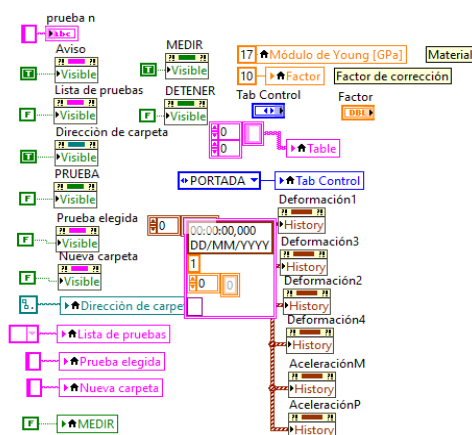 prueba n
abc
Aviso
T
Visible
Lista de pruebas
F
Visible
Direcciòn de carpeta
T
Visible
PRUEBA
F
Visible
Prueba elegida
F
Visible
Nueva carpeta
F
Visible
Direcciòn de carpe
Lista de pruebas
Prueba elegida
Nueva carpeta
F
MEDIR
MEDIR
T
Visible
DETENER
F
Visible
17
Módulo de Young [GPa]
Material
10
Factor
Factor de corrección
Tab Control
Factor
DBL
0
0
Table
PORTADA
Tab Control
0
00:00:00,000
DD/MM/YYYY
1
0
0
Deformación1
History
Deformación3
History
Deformación2
History
Deformación4
History
AceleraciónM
History
AceleraciónP
History